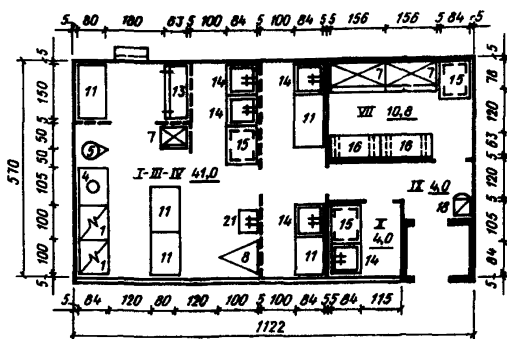 5 80 180 83 5 100 84 5 100 84 5 5 156 156 5 84 5
5 150 50 50 105 100 100 5
570
5 78 120 63 5 120 105 84 5
11 13 14 14 15 14 11 7 7 15
VII 10,8
7
16 16
5
4
I-III-IV 41,0
IX 4,0
18
11 21 14 15 X 4,0
1 1 11 8 11 14
5 84 120 80 120 100 5 100 84 5 5 84 115
1122